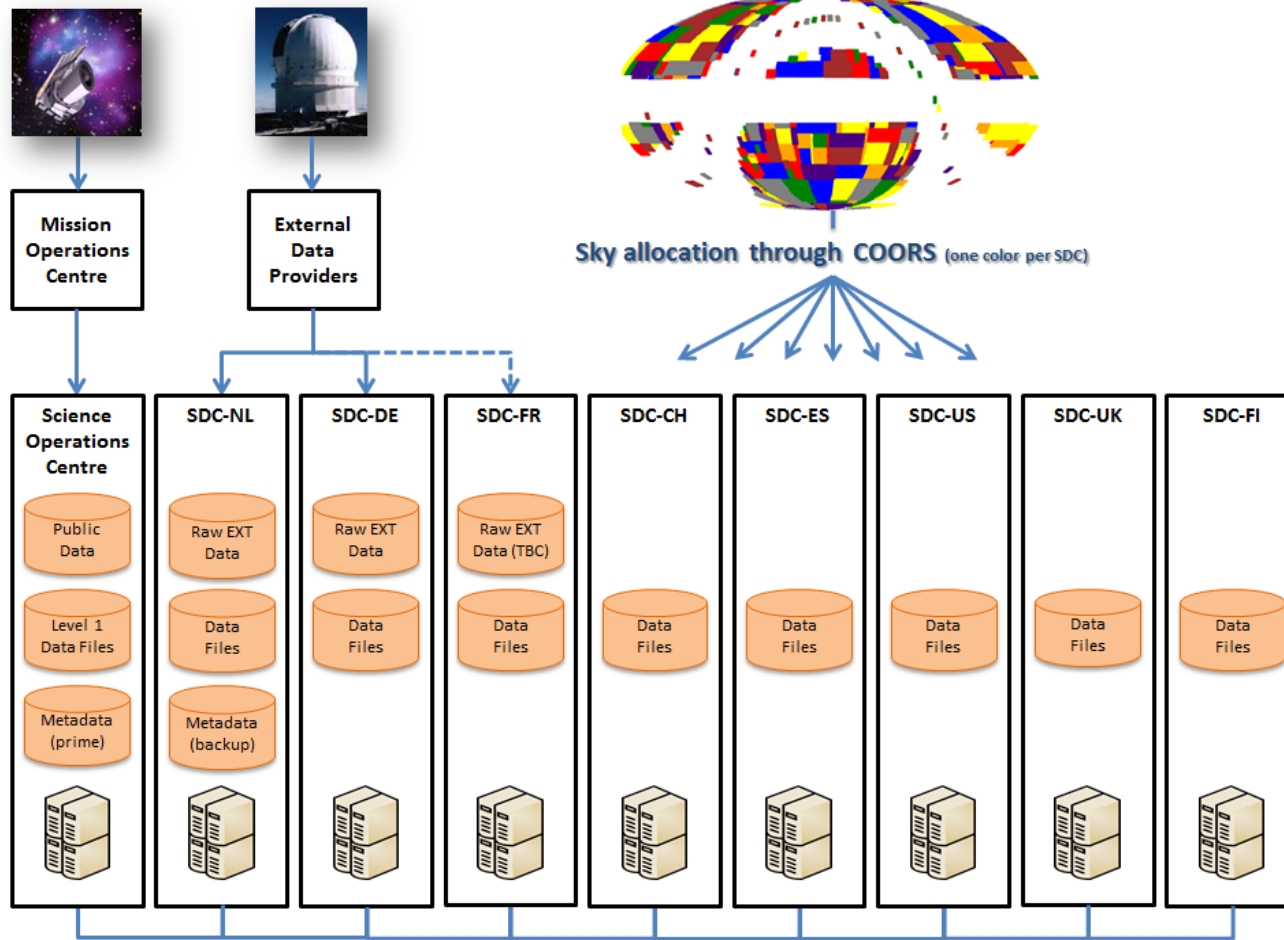 Mission
Operations
Centre
External
Data
Providers
Sky allocation through COORS (one color per SDC)
Science
Operations
Centre
Public
Data
Level 1
Data Files
Metadata
(prime)
SDC-NL
Raw EXT
Data
Data
Files
Metadata
(backup)
SDC-DE
Raw EXT
Data
Data
Files
SDC-FR
Raw EXT
Data (TBC)
Data
Files
SDC-CH
Data
Files
SDC-ES
Data
Files
SDC-US
Data
Files
SDC-UK
Data
Files
SDC-FI
Data
Files